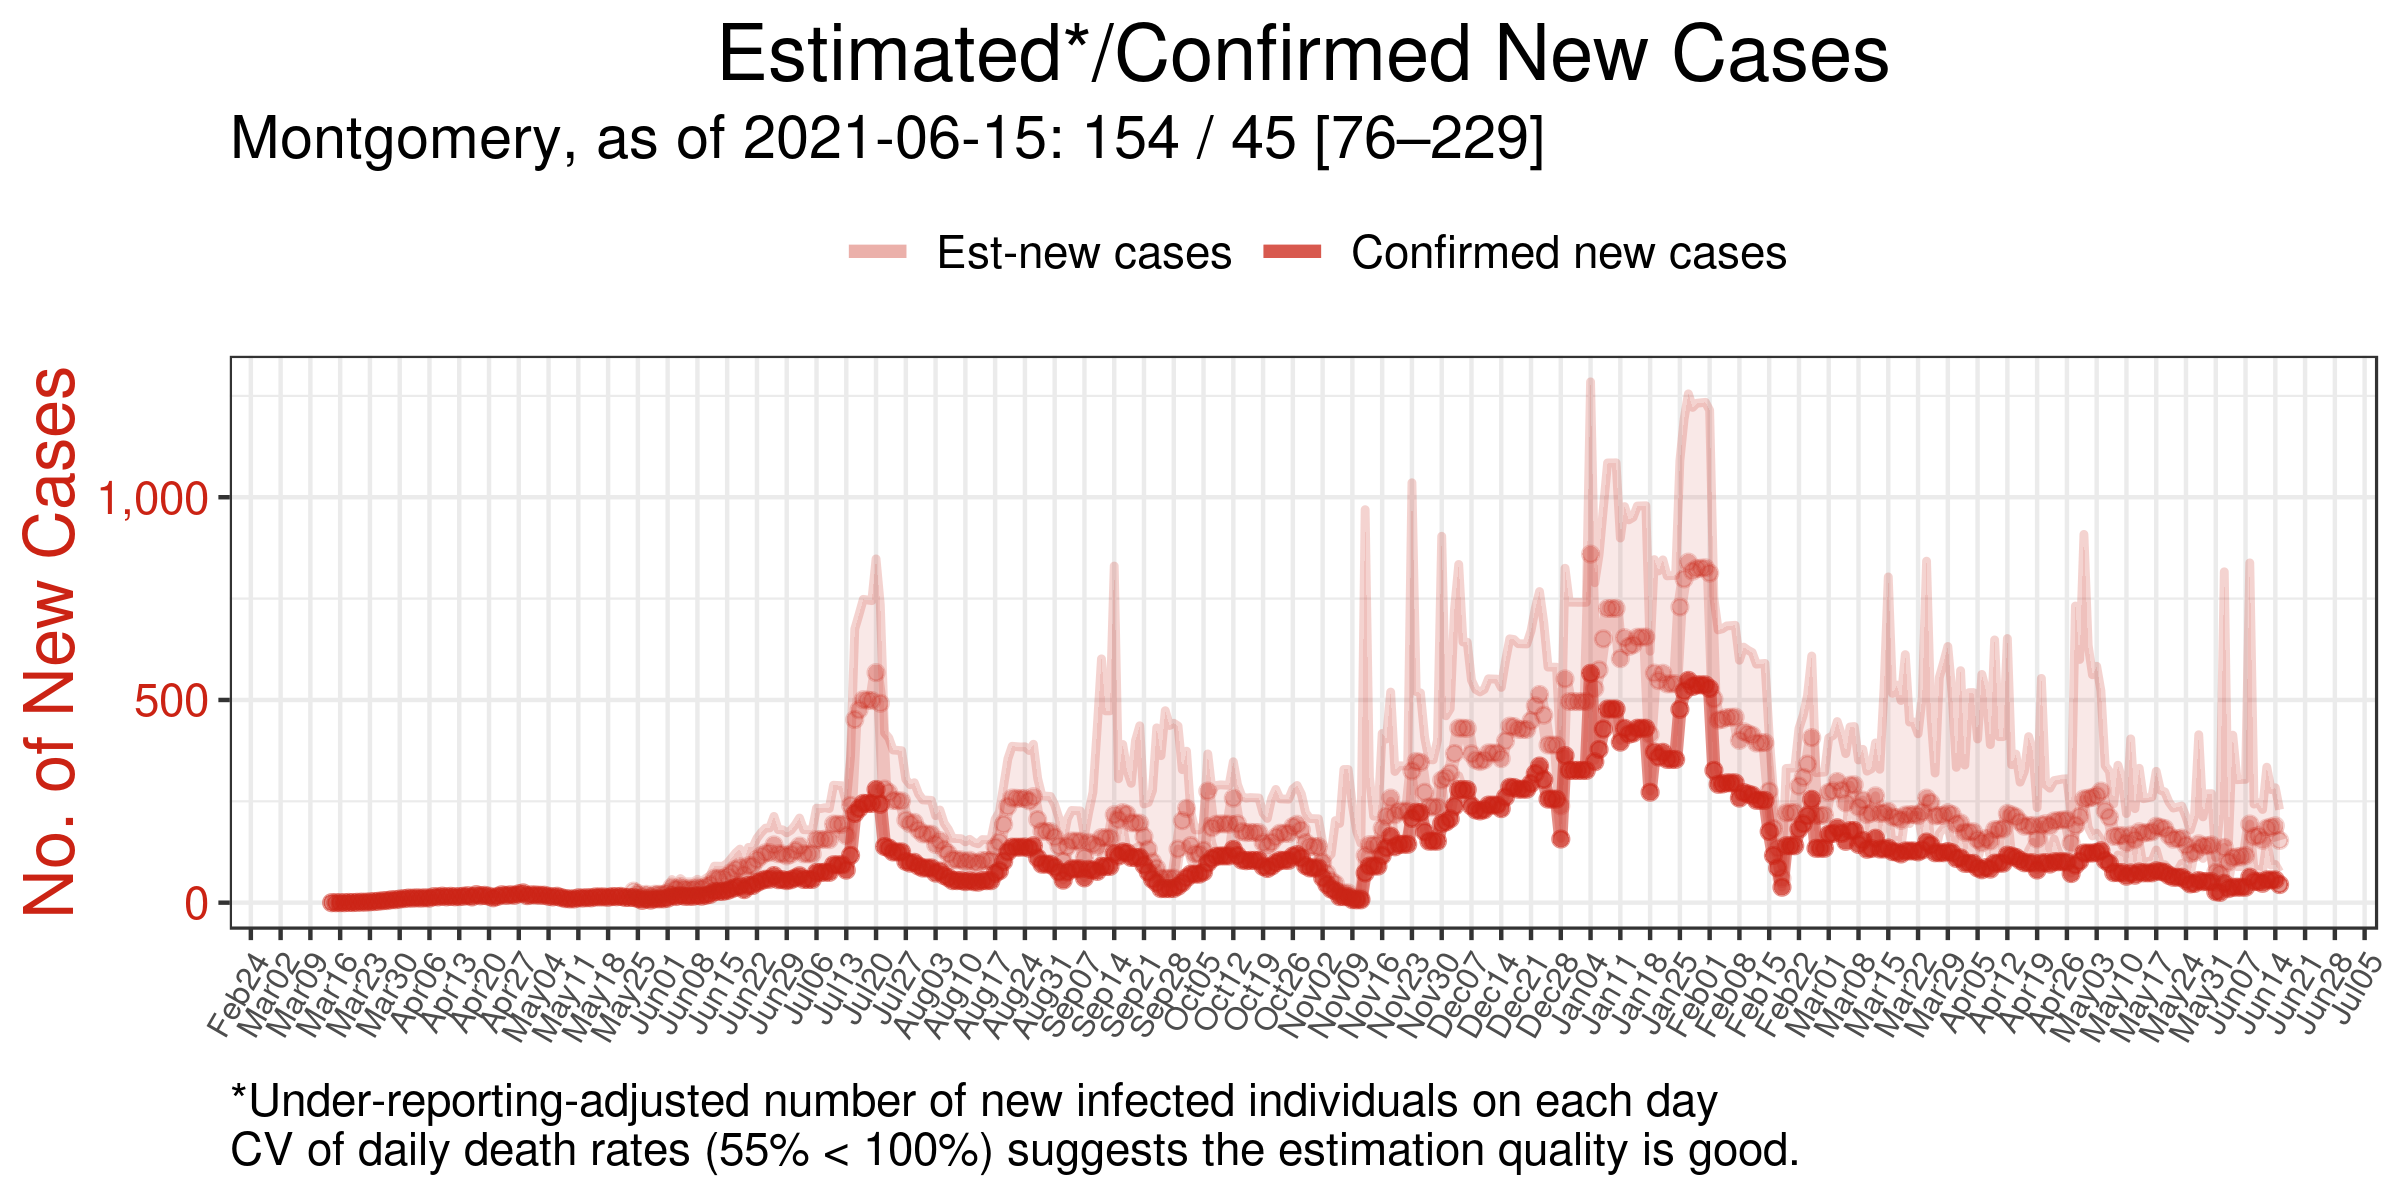 Estimated*/Confirmed New Cases
Montgomery, as of 2021-06-15: 154 / 45 [76–229]
Est-new cases Confirmed new cases
No. of New Cases
1,000
500
0
Feb24 Mar02 Mar09 Mar16 Mar23 Mar30 Apr06 Apr13 Apr20 Apr27 May04 May11 May18 May25 Jun01 Jun08 Jun15 Jun22 Jun29 Jul06 Jul13 Jul20 Jul27 Aug03 Aug10 Aug17 Aug24 Aug31 Sep07 Sep14 Sep21 Sep28 Oct05 Oct12 Oct19 Oct26 Nov02 Nov09 Nov16 Nov23 Nov30 Dec07 Dec14 Dec21 Dec28 Jan04 Jan11 Jan18 Jan25 Feb01 Feb08 Feb15 Feb22 Mar01 Mar08 Mar15 Mar22 Mar29 Apr05 Apr12 Apr19 Apr26 May03 May10 May17 May24 May31 Jun07 Jun14 Jun21 Jun28 Jul05
*Under-reporting-adjusted number of new infected individuals on each day
CV of daily death rates (55% < 100%) suggests the estimation quality is good.